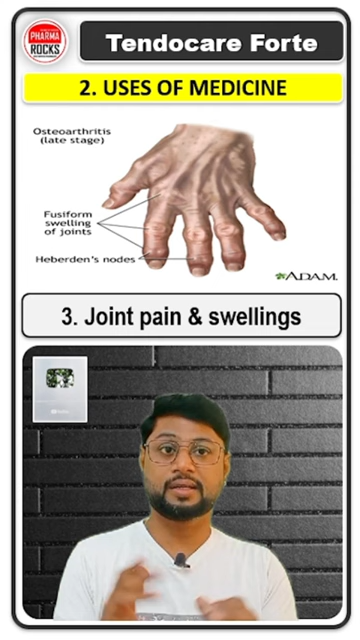 PHARMA
ROCKS
Tendocare Forte
2. USES OF MEDICINE
Osteoarthritis
(late stage)
Fusiform
swelling
of joints
Heberden's nodes
ADAM.
3. Joint pain & swellings